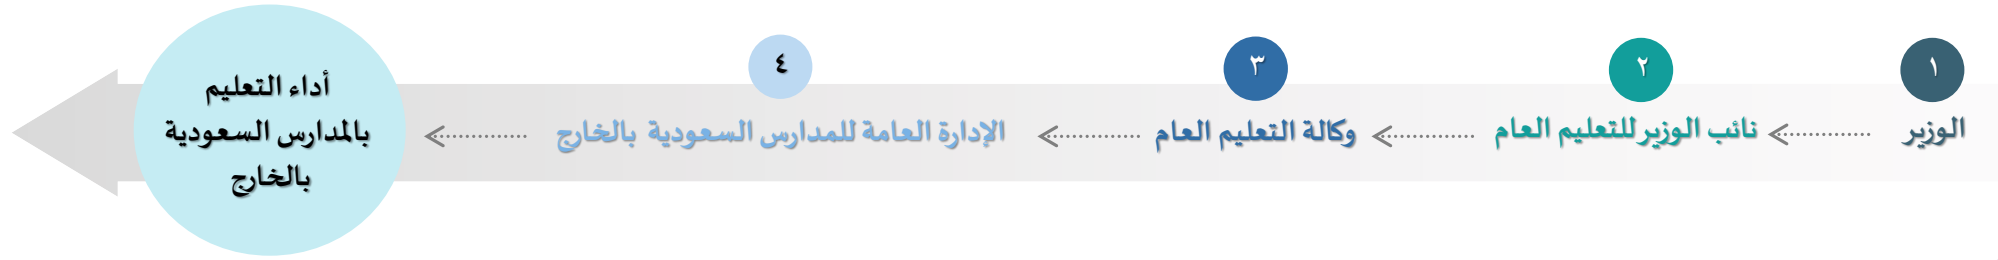 ١
الوزير
٢
نائب الوزير للتعليم العام
٣
وكالة التعليم العام
٤
الإدارة العامة للمدارس السعودية بالخارج
أداء التعليم
بالمدارس السعودية
بالخارج